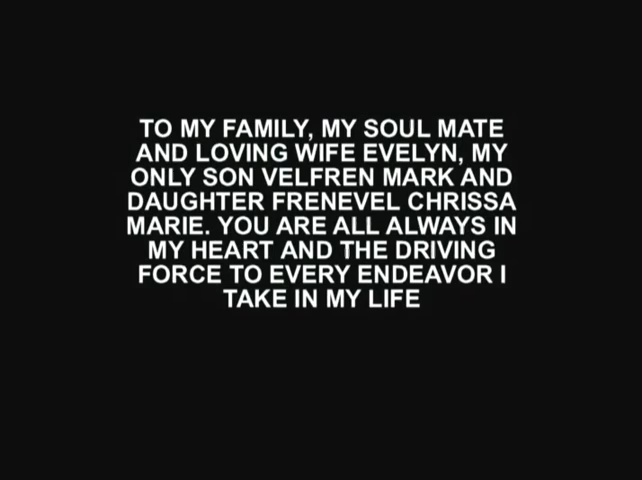 TO MY FAMILY, MY SOUL MATE
AND LOVING WIFE EVELYN, MY
ONLY SON VELFREN MARK AND
DAUGHTER FRENEVEL CHRISSA
MARIE. YOU ARE ALL ALWAYS IN
MY HEART AND THE DRIVING
FORCE TO EVERY ENDEAVOR I
TAKE IN MY LIFE